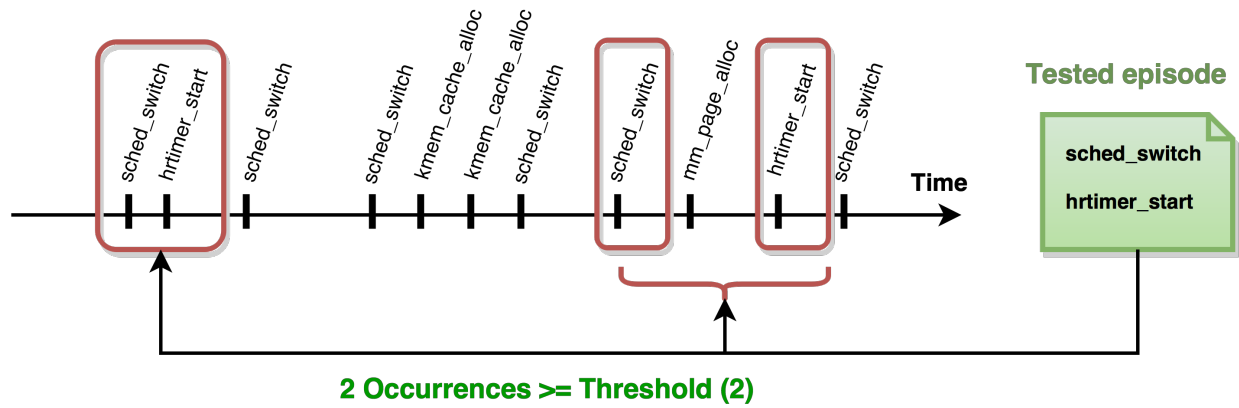 sched_switch
hrtimer_start
sched_switch
sched_switch
kmem_cache_alloc
kmem_cache_alloc
sched_switch
sched_switch
mm_page_alloc
hrtimer_start
sched_switch
Time
Tested episode
sched_switch
hrtimer_start
2 Occurrences >= Threshold (2)